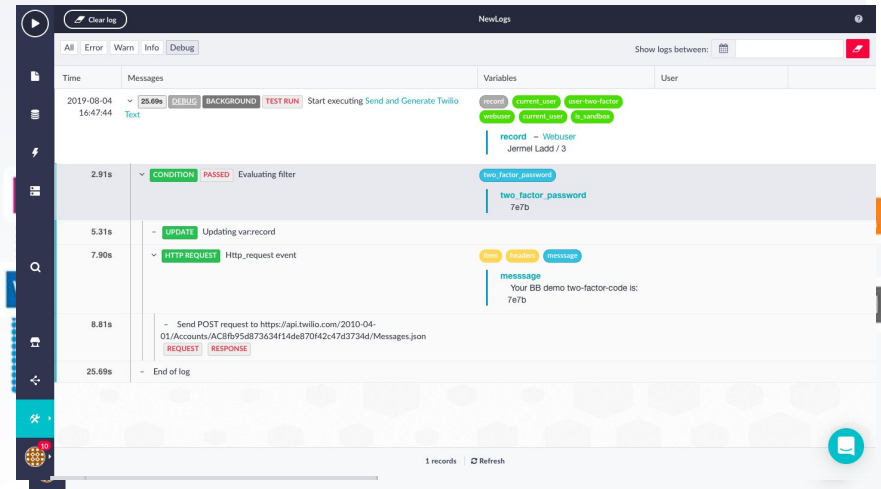 Clear log
NewLogs
All Error Warn Info Debug
Show logs between:
Time Messages Variables User
2019-08-04 25.69s DEBUG BACKGROUND TEST RUN Start executing Send and Generate Twilio record current_user user-two-factor
16:47:44 Text webuser current_user is_sandbox
record – Webuser
Jermel Ladd / 3
2.91s CONDITION PASSED Evaluating filter two_factor_password
two_factor_password
7e7b
5.31s – UPDATE Updating var:record
7.90s HTTP REQUEST Http_request event item headers messsage
messsage
Your BB demo two-factor-code is:
7e7b
8.81s – Send POST request to https://api.twilio.com/2010-04-
01/Accounts/AC8fb95d873634f14de870f42c47d3734d/Messages.json
REQUEST RESPONSE
25.69s – End of log
10
1 records Refresh